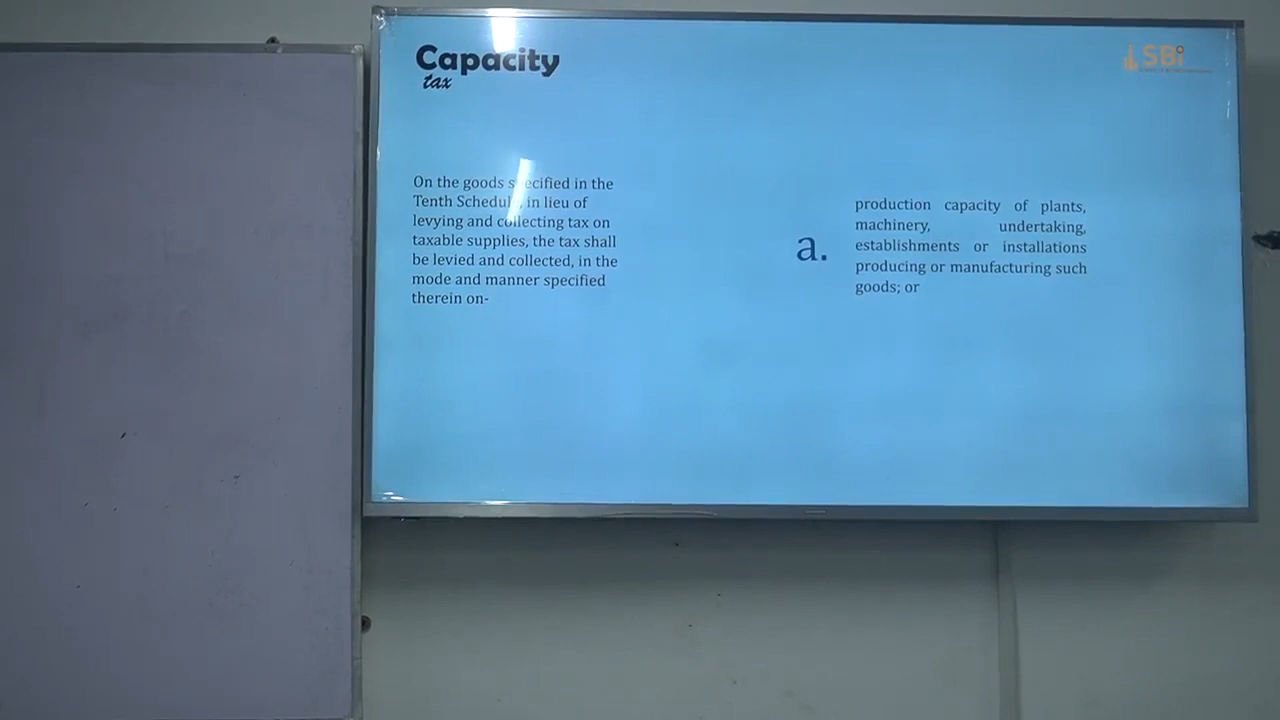 Capacity
tax
SBi
On the goods specified in the
Tenth Schedule, in lieu of
levying and collecting tax on
taxable supplies, the tax shall
be levied and collected, in the
mode and manner specified
therein on-
a.
production capacity of plants,
machinery, undertaking,
establishments or installations
producing or manufacturing such
goods; or